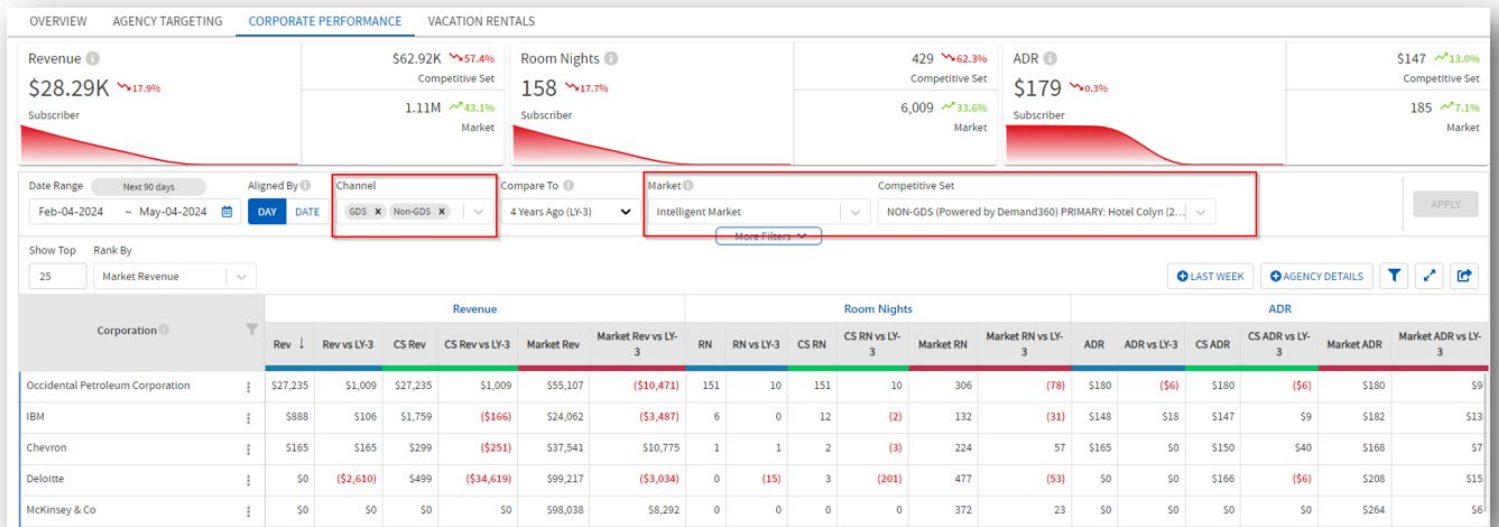 OVERVIEW AGENCY TARGETING CORPORATE PERFORMANCE VACATION RENTALS
Revenue
$28.29K 17.9%
Subscriber
$62.92K 57.4%
Competitive Set
1.11M 43.1%
Market
Room Nights
158 17.7%
Subscriber
429 62.3%
Competitive Set
6,009 33.6%
Market
ADR
$179 0.3%
Subscriber
$147 13.0%
Competitive Set
185 7.1%
Market
Date Range Next 90 days Aligned By Channel Compare To Market Competitive Set
Feb-04-2024 ~ May-04-2024 DAY DATE GDS x Non-GDS x 4 Years Ago (LY-3) Intelligent Market NON-GDS (Powered by Demand360) PRIMARY: Hotel Colyn (2... APPLY
More Filters
Show Top Rank By
25 Market Revenue LAST WEEK AGENCY DETAILS
Revenue Room Nights ADR
Corporation Rev ↓ Rev vs LY-3 CS Rev CS Rev vs LY-3 Market Rev Market Rev vs LY-3 RN RN vs LY-3 CS RN CS RN vs LY-3 Market RN Market RN vs LY-3 ADR ADR vs LY-3 CS ADR CS ADR vs LY-3 Market ADR Market ADR vs LY-3
Occidental Petroleum Corporation $27,235 $1,009 $27,235 $1,009 $55,107 ($10,471) 151 10 151 10 306 (78) $180 ($6) $180 ($6) $180 $9
IBM $888 $106 $1,759 ($166) $24,062 ($3,487) 6 0 12 (2) 132 (31) $148 $18 $147 $9 $182 $13
Chevron $165 $165 $299 ($251) $37,541 $10,775 1 1 2 (3) 224 57 $165 $0 $150 $40 $168 $7
Deloitte $0 ($2,610) $499 ($34,619) $99,217 ($3,034) 0 (15) 3 (201) 477 (53) $0 $0 $166 ($6) $208 $15
McKinsey & Co $0 $0 $0 $0 $98,038 $8,292 0 0 0 0 372 23 $0 $0 $0 $0 $264 $6